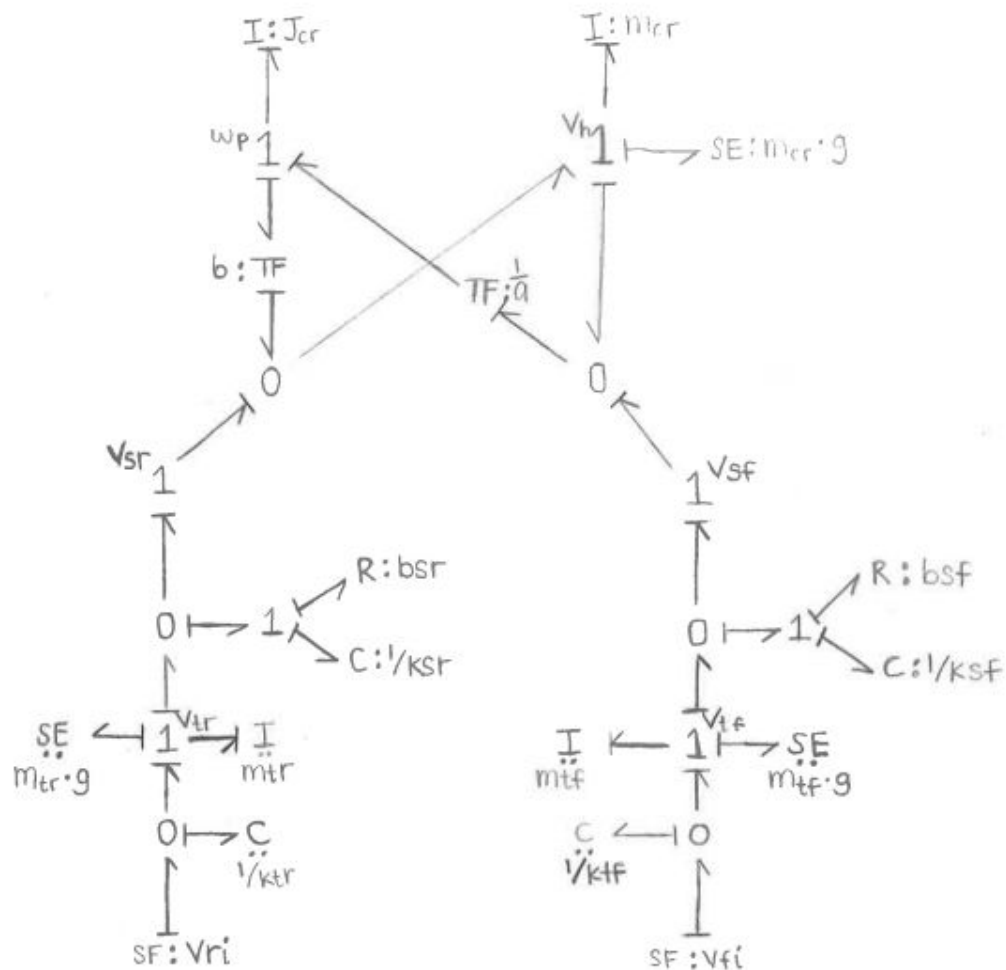 I:Jcr I:mcr
wp 1 Vh 1 SE:mcr·g
b:TF TF:1/a
0 0
Vsr 1 1 Vsf
R:bsr R:bsf
0 1 0 1
C:1/ksr C:1/ksf
SE 1 Vtr I I 1 Vtf SE
mtr·g mtr mtf mtf·g
0 C C 0
1/ktr 1/ktf
SF:Vri SF:Vfi